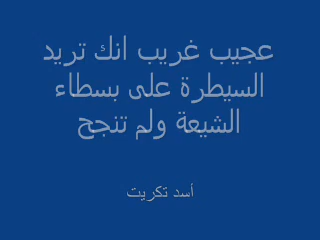 عجيب غريب انك تريد
السيطرة على بسطاء
الشيعة ولم تنجح
أسد تكريت